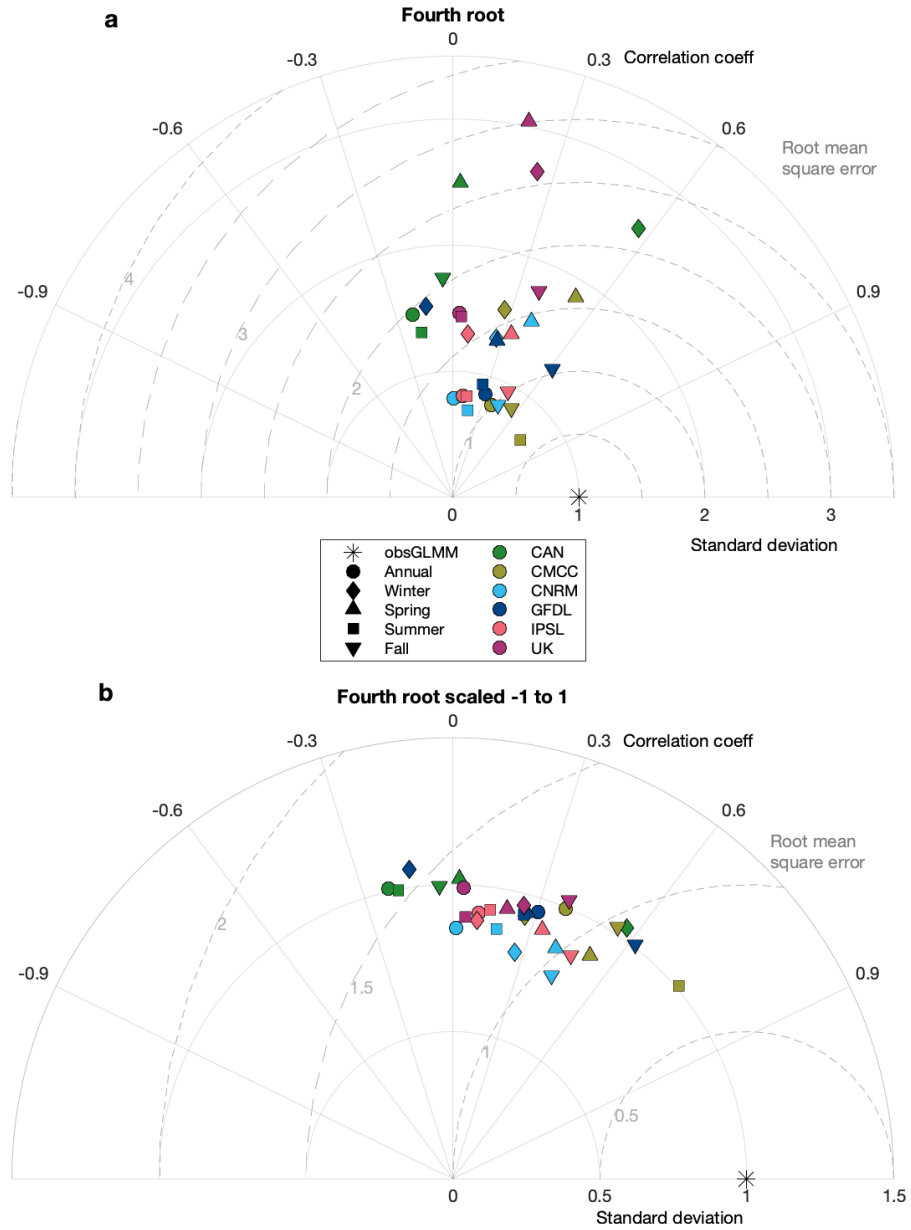 a
Fourth root
0
-0.3
0.3
Correlation coeff
-0.6
0.6
Root mean
square error
-0.9
0.9
4
3
2
1
0
1
2
3
Standard deviation
obsGLMM
CAN
Annual
CMCC
Winter
CNRM
Spring
GFDL
Summer
IPSL
Fall
UK
b
Fourth root scaled -1 to 1
0
-0.3
0.3
Correlation coeff
-0.6
0.6
Root mean
square error
-0.9
0.9
2
1.5
1
0.5
0
0.5
1
1.5
Standard deviation